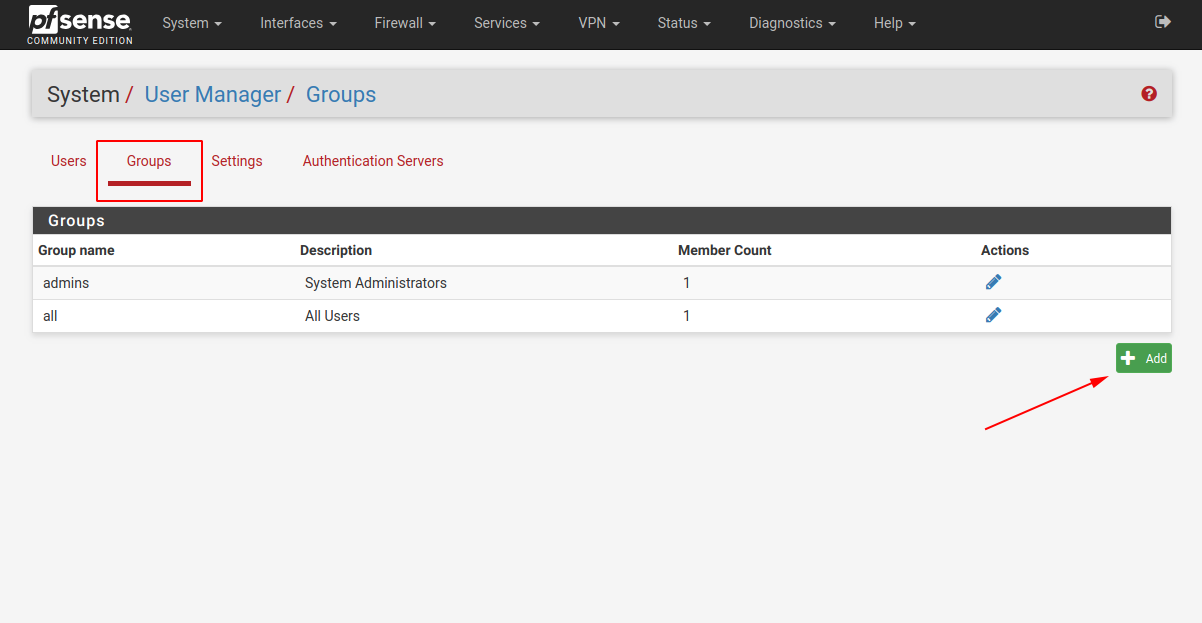 pfsense System Interfaces Firewall Services VPN Status Diagnostics Help
COMMUNITY EDITION
System / User Manager / Groups ?
Users Groups Settings Authentication Servers
Groups
Group name Description Member Count Actions
admins System Administrators 1
all All Users 1
Add